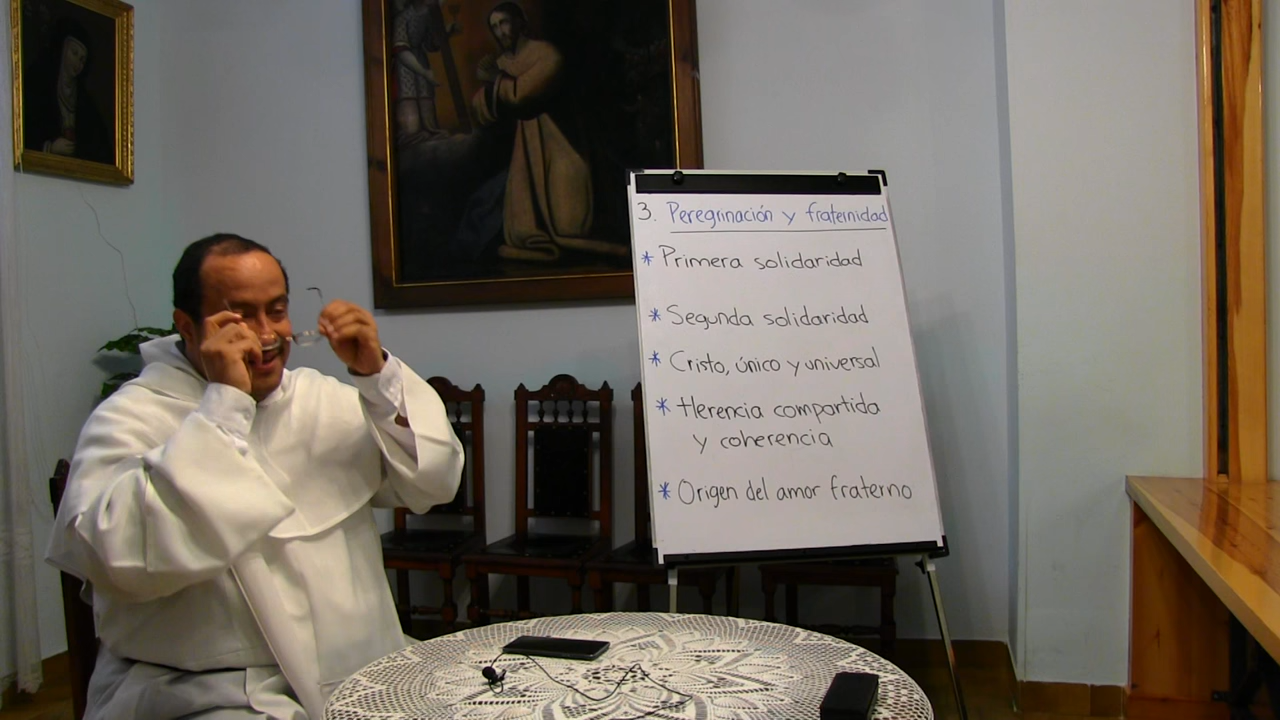 3. Peregrinación y fraternidad
* Primera solidaridad
* Segunda solidaridad
* Cristo, único y universal
* Herencia compartida
y coherencia
* Origen del amor fraterno